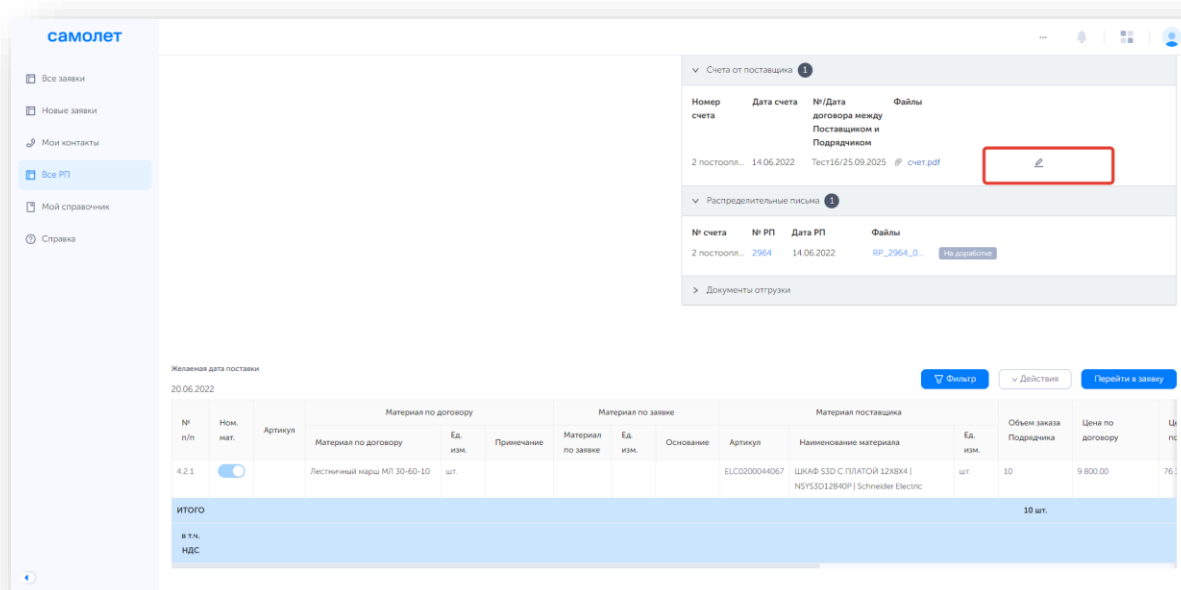 самолет
...
Все заявки
Новые заявки
Мои контакты
Все РП
Мой справочник
Справка
Счета от поставщика 1
Номер счета Дата счета №/Дата договора между Поставщиком и Подрядчиком Файлы
2 постоопл... 14.06.2022 Тест16/25.09.2025 счет.pdf
Распределительные письма 1
№ счета № РП Дата РП Файлы
2 постоопл... 2964 14.06.2022 RP_2964_0... На доработке
Документы отгрузки
Желаемая дата поставки
20.06.2022
Фильтр Действия Перейти в заявку
Материал по договору Материал по заявке Материал поставщика
№ п/п Ном. мат. Артикул Материал по договору Ед. изм. Примечание Материал по заявке Ед. изм. Основание Артикул Наименование материала Ед. изм. Объем заказа Подрядчика Цена по договору
4.2.1 Лестничный марш МЛ 30-60-10 шт. ELC0200044067 ШКАФ S3D С ПЛАТОЙ 12X8X4 | шт. 10 9 800.00
NSYS3D12840P | Schneider Electric
ИТОГО 10 шт.
в т.ч.
НДС